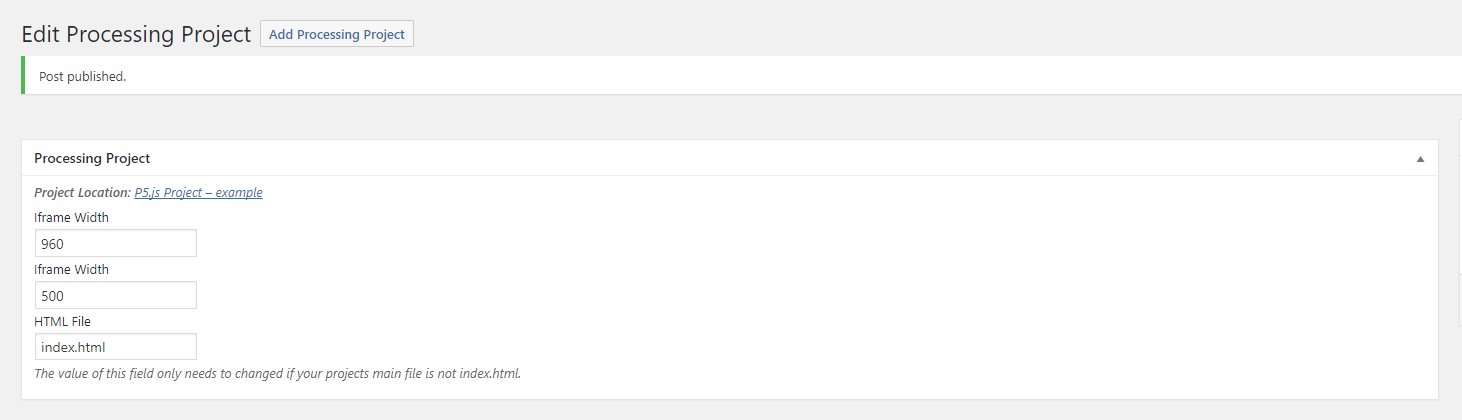 Edit Processing Project Add Processing Project
Post published.
Processing Project
Project Location: P5.js Project – example
Iframe Width
960
Iframe Width
500
HTML File
index.html
The value of this field only needs to changed if your projects main file is not index.html.